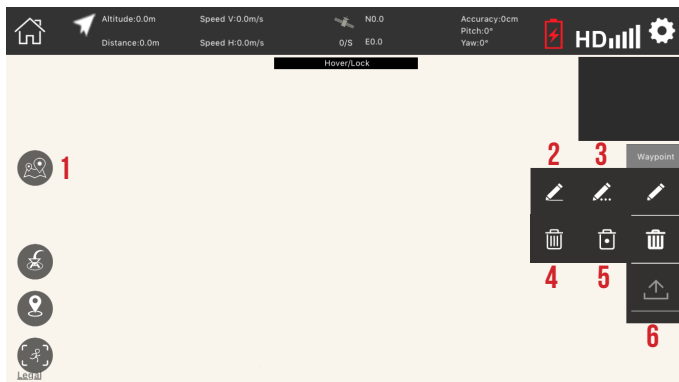 Altitude:0.0m Speed V:0.0m/s N0.0 Accuracy:0cm
Pitch:0°
Distance:0.0m Speed H:0.0m/s 0/S E0.0 Yaw:0°
HD
Hover/Lock
1
2 3
Waypoint
4 5
6
Legal